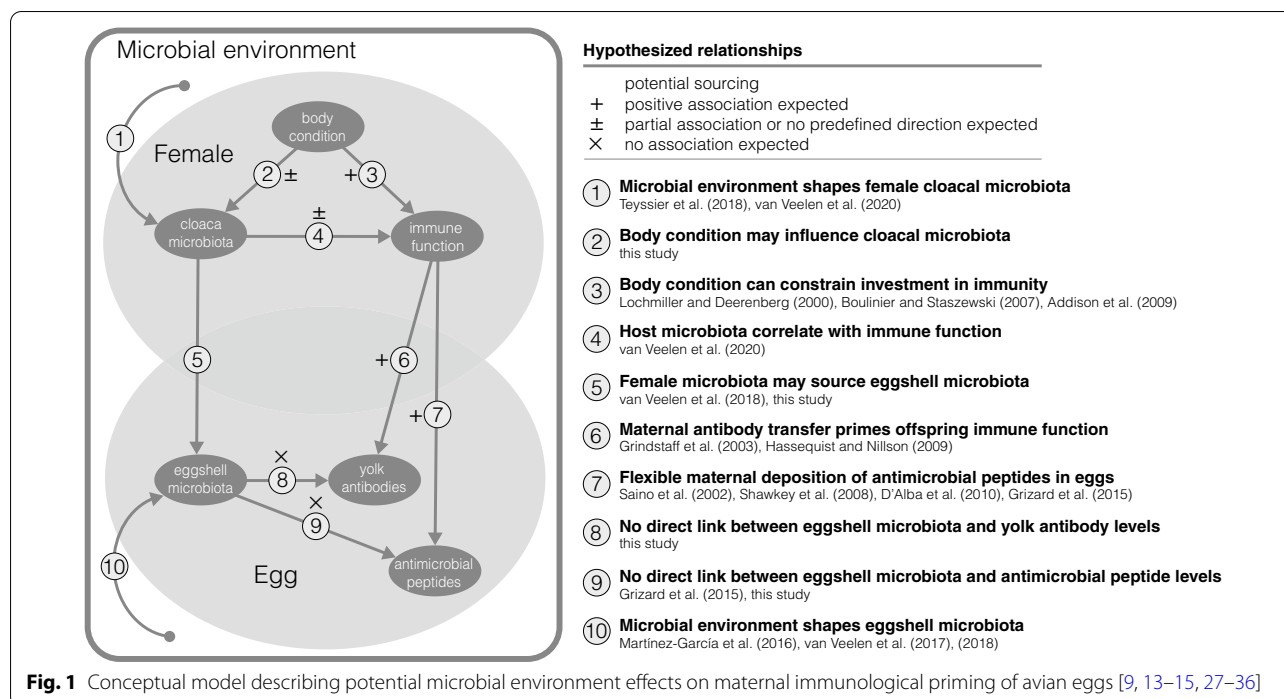 Microbial environment
Female
body
condition
1
2 ±
+ 3
cloaca
microbiota
±
4
immune
function
5
+ 6
+ 7
eggshell
microbiota
×
8
yolk
antibodies
×
9
antimicrobial
peptides
10
Egg
Hypothesized relationships
potential sourcing
+ positive association expected
± partial association or no predefined direction expected
× no association expected
1 Microbial environment shapes female cloacal microbiota
Teyssier et al. (2018), van Veelen et al. 2020)
2 Body condition may influence cloacal microbiota
this study
3 Body condition can constrain investment in immunity
Lochmiller and Deerenberg (2000), Boulinier and Staszewski (2007), Addison et al. (2009)
4 Host microbiota correlate with immune function
van Veelen et al. (2020)
5 Female microbiota may source eggshell microbiota
van Veelen et al. (2018), this study
6 Maternal antibody transfer primes offspring immune function
Grindstaff et al. (2003), Hassequist and Nillson (2009)
7 Flexible maternal deposition of antimicrobial peptides in eggs
Saino et al. (2002), Shawkey et al. (2008), D'Alba et al. (2010), Grizard et al. (2015)
8 No direct link between eggshell microbiota and yolk antibody levels
this study
9 No direct link between eggshell microbiota and antimicrobial peptide levels
Grizard et al. (2015), this study
10 Microbial environment shapes eggshell microbiota
Martínez-García et al. (2016), van Veelen et al. (2017), (2018)
Fig. 1 Conceptual model describing potential microbial environment effects on maternal immunological priming of avian eggs [9, 13–15, 27–36]